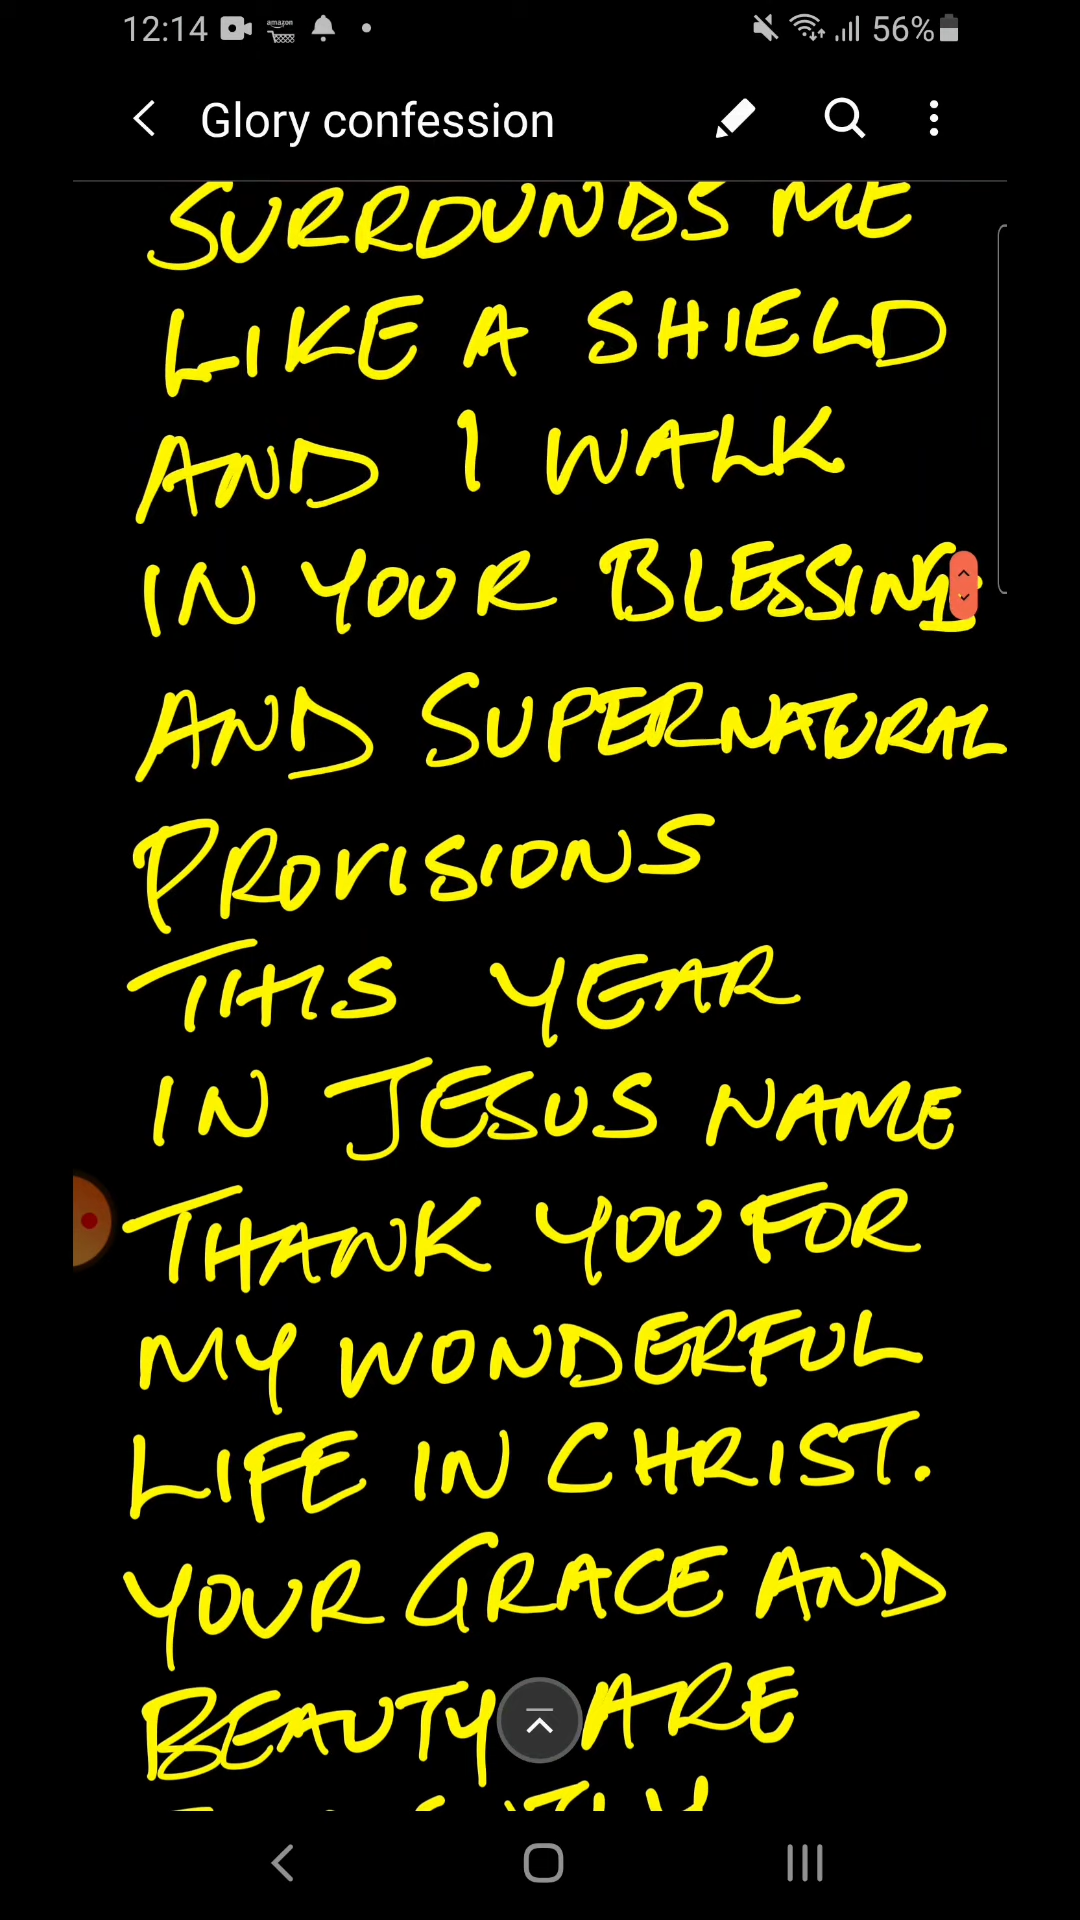 12:14 amazon 56%
Glory confession
SURROUNDS ME
LIKE A SHIELD
AND I WALK
IN YOUR BLESSING
AND SUPERNATURAL
PROVISIONS
THIS YEAR
IN JESUS NAME
THANK YOU FOR
MY WONDERFUL
LIFE IN CHRIST.
YOUR GRACE AND
BEAUTY ARE